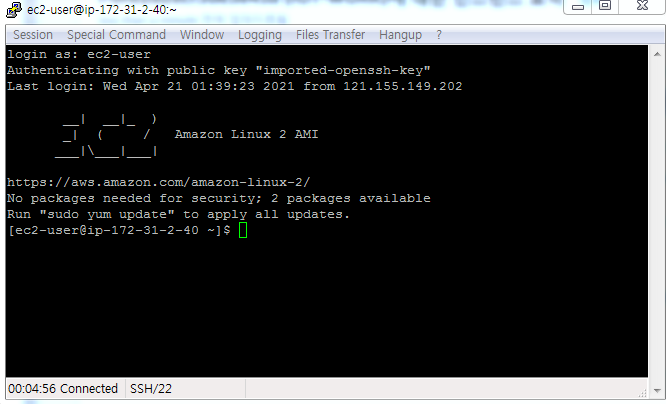 ec2-user@ip-172-31-2-40:~
Session Special Command Window Logging Files Transfer Hangup ?
login as: ec2-user
Authenticating with public key "imported-openssh-key"
Last login: Wed Apr 21 01:39:23 2021 from 121.155.149.202
__|  __|_  )
_|  (     /   Amazon Linux 2 AMI
___|\___|___|
https://aws.amazon.com/amazon-linux-2/
No packages needed for security; 2 packages available
Run "sudo yum update" to apply all updates.
[ec2-user@ip-172-31-2-40 ~]$
00:04:56 Connected SSH/22